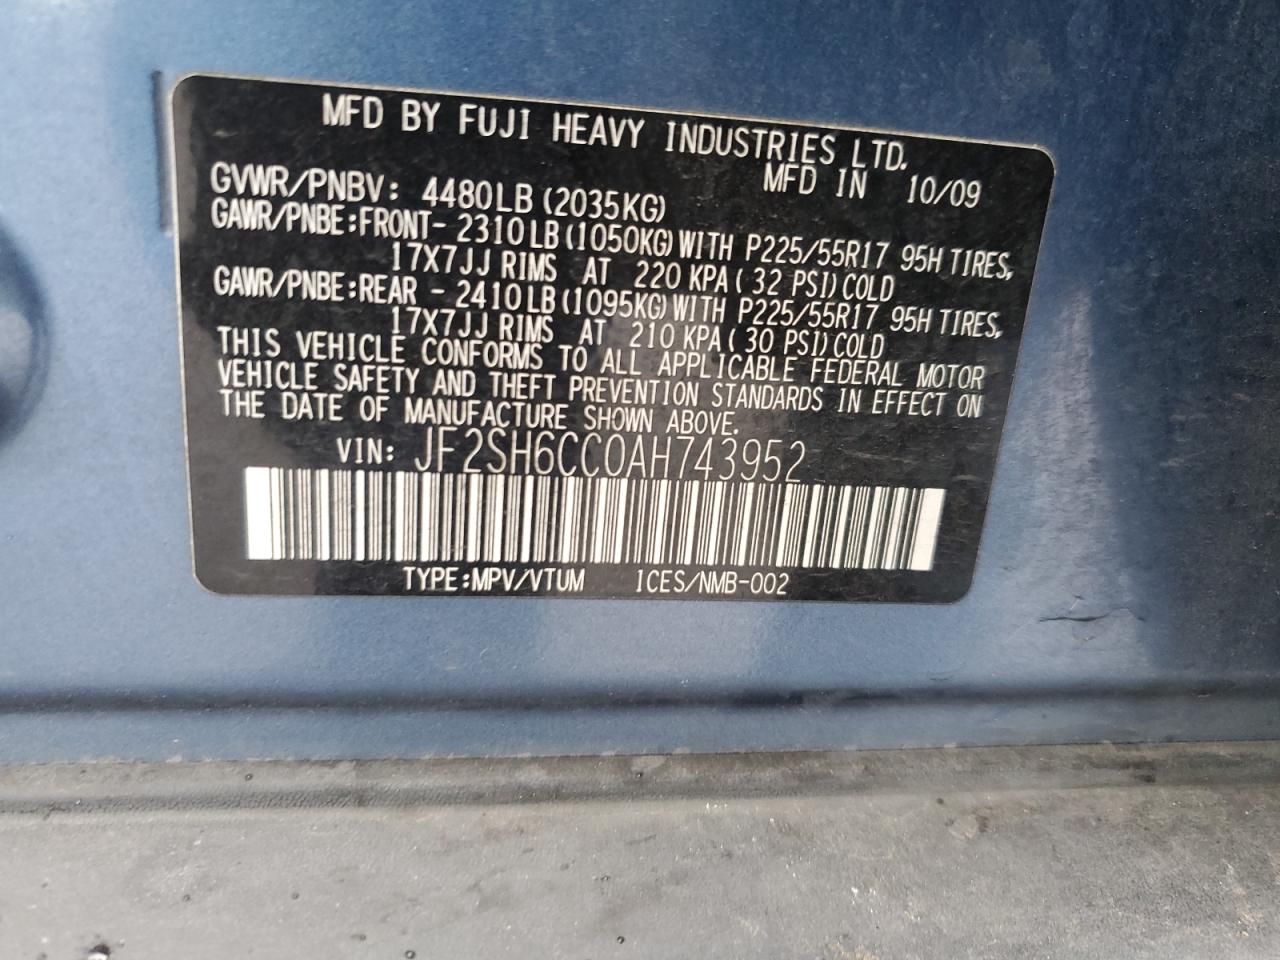 MFD BY FUJI HEAVY INDUSTRIES LTD.
MFD IN 10/09
GVWR/PNBV: 4480LB (2035KG)
GAWR/PNBE:FRONT- 2310LB(1050KG)WITH P225/55R17 95H TIRES,
17X7JJ RIMS AT 220 KPA( 32 PSI)COLD
GAWR/PNBE:REAR - 2410LB(1095KG)WITH P225/55R17 95H TIRES,
17X7JJ RIMS AT 210 KPA( 30 PSI)COLD
THIS VEHICLE CONFORMS TO ALL APPLICABLE FEDERAL MOTOR
VEHICLE SAFETY AND THEFT PREVENTION STANDARDS IN EFFECT ON
THE DATE OF MANUFACTURE SHOWN ABOVE.
VIN: JF2SH6CC0AH743952
TYPE:MPV/VTUM ICES/NMB-002